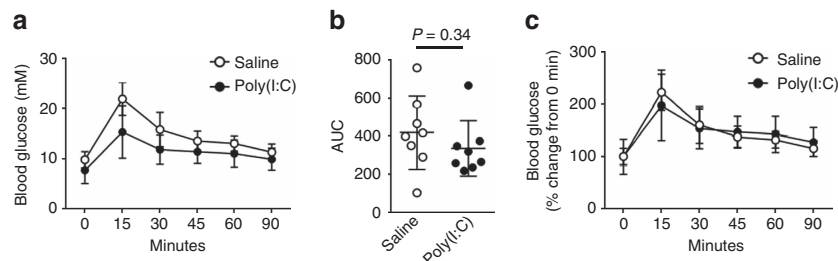 a
Blood glucose (mM)
30
20
10
0
Saline
Poly(I:C)
0 15 30 45 60 90
Minutes
b
P = 0.34
AUC
800
600
400
200
0
Saline
Poly(I:C)
c
Blood glucose
(% change from 0 min)
300
200
100
0
Saline
Poly(I:C)
0 15 30 45 60 90
Minutes